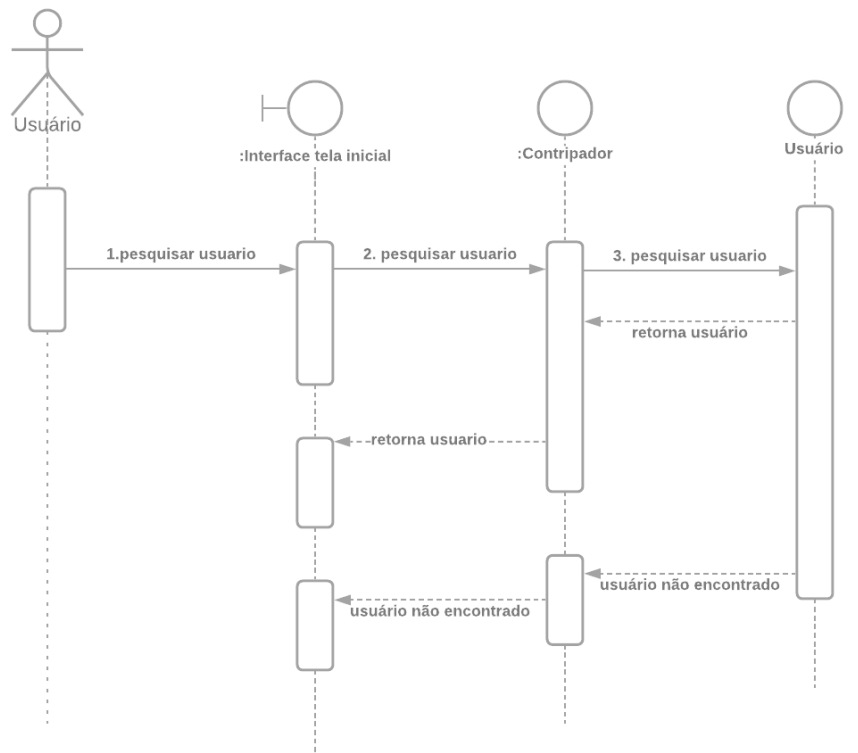 Usuário
:Interface tela inicial
:Contripador
Usuário
1.pesquisar usuario
2. pesquisar usuario
3. pesquisar usuario
retorna usuário
retorna usuario
usuário não encontrado
usuário não encontrado